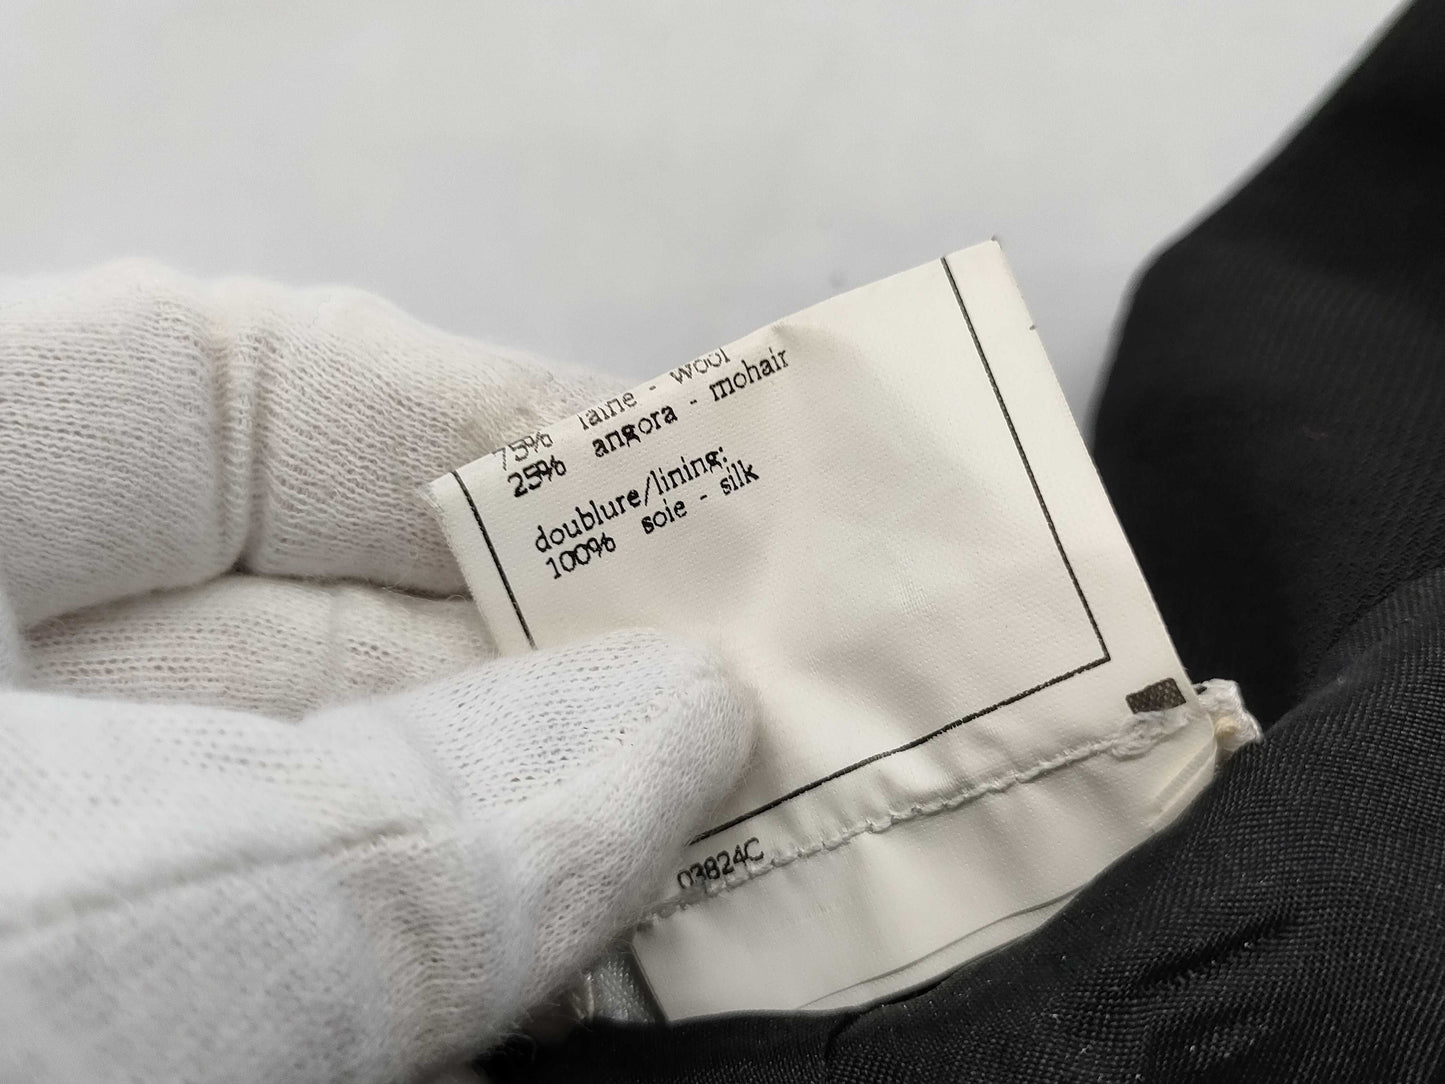 75% laine - wool
25% angora - mohair
doublure/lining:
100% soie - silk
03824C